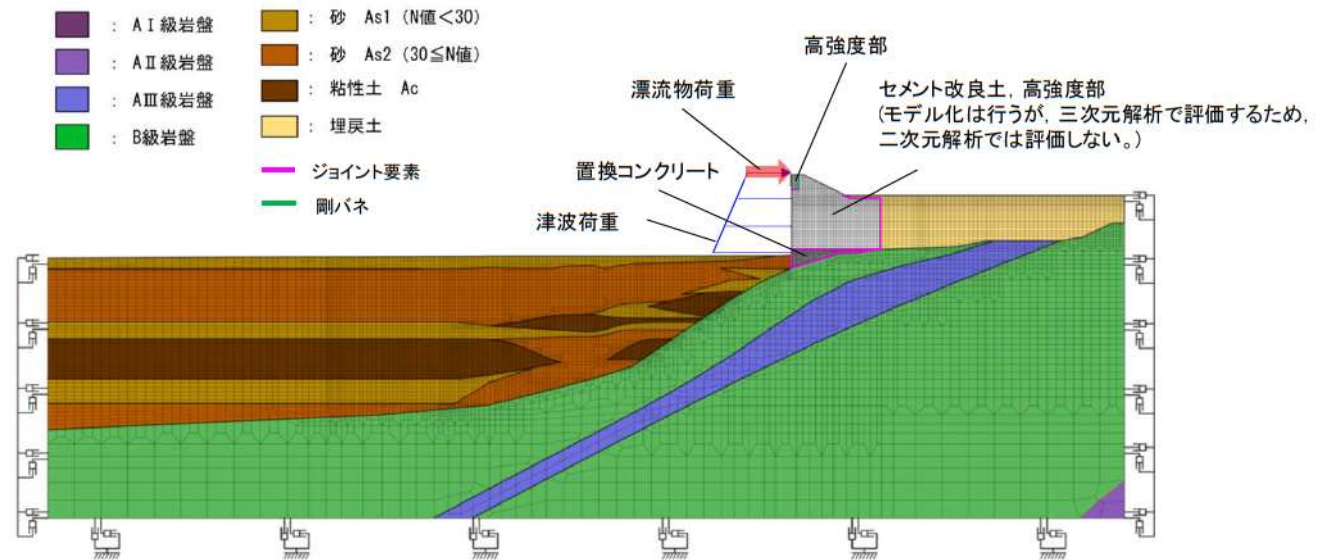 : AⅠ級岩盤
: AⅡ級岩盤
: AⅢ級岩盤
: B級岩盤
: 砂 As1 (N値<30)
: 砂 As2 (30≦N値)
: 粘性土 Ac
: 埋戻土
ジョイント要素
剛バネ
高強度部
漂流物荷重
セメント改良土, 高強度部
(モデル化は行うが, 三次元解析で評価するため,
二次元解析では評価しない。)
置換コンクリート
津波荷重